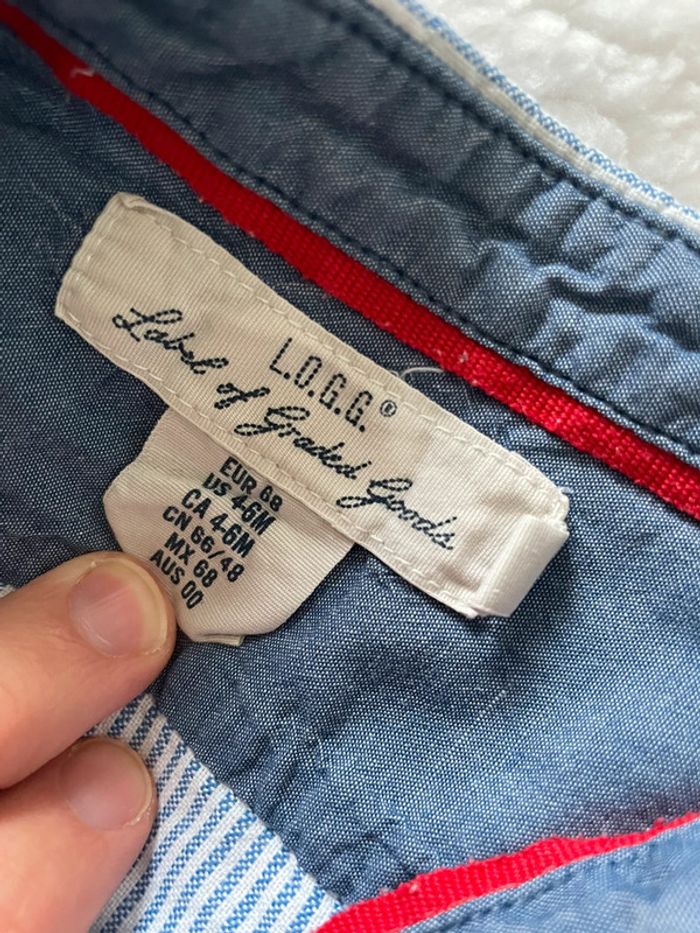 L.O.G.G.®
Label of Graded Goods
EUR 68
US 4-6M
CA 4-6M
CN 66/48
MX 68
AUS 00